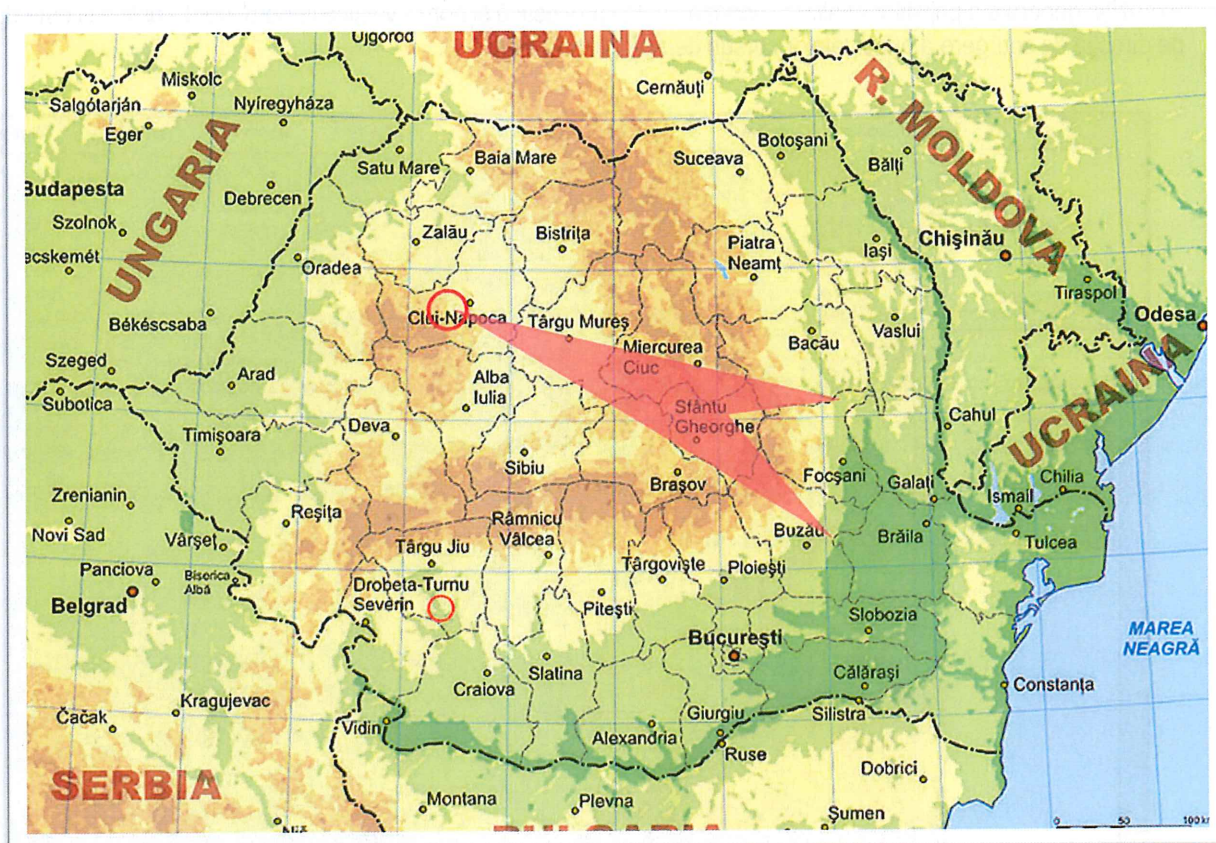 Ujgorod
UCRAINA
Miskolc
Salgótarján
Nyíregyháza
Cernăuţi
R. MOLDOVA
Eger
Botoşani
Satu Mare
Baia Mare
Suceava
Bălţi
Budapesta
UNGARIA
Debrecen
Szolnok
Zalău
Bistriţa
Piatra
Neamţ
Chişinău
Iaşi
ecskemét
Oradea
Tiraspol
Cluj-Napoca
Târgu Mureş
Békéscsaba
Odesa
Vaslui
Bacău
Miercurea
Ciuc
Szeged
Arad
Alba
Iulia
UCRAINA
Subotica
Sfântu
Gheorghe
Cahul
Timişoara
Deva
Sibiu
Braşov
Focşani
Galaţi
Chilia
Ismail
Zrenianin
Reşiţa
Râmnicu
Vâlcea
Buzău
Brăila
Novi Sad
Vârşeţ
Târgu Jiu
Tulcea
Panciova
Biserica
Albă
Târgovişte
Ploieşti
Drobeta-Turnu
Severin
Belgrad
Piteşti
Slobozia
Bucureşti
MAREA
NEAGRĂ
Slatina
Craiova
Călăraşi
Constanţa
Kragujevac
Čačak
Vidin
Giurgiu
Silistra
Alexandria
Ruse
SERBIA
Dobrici
Montana
Plevna
Şumen
Niš
BULGARIA
0 50 100 km